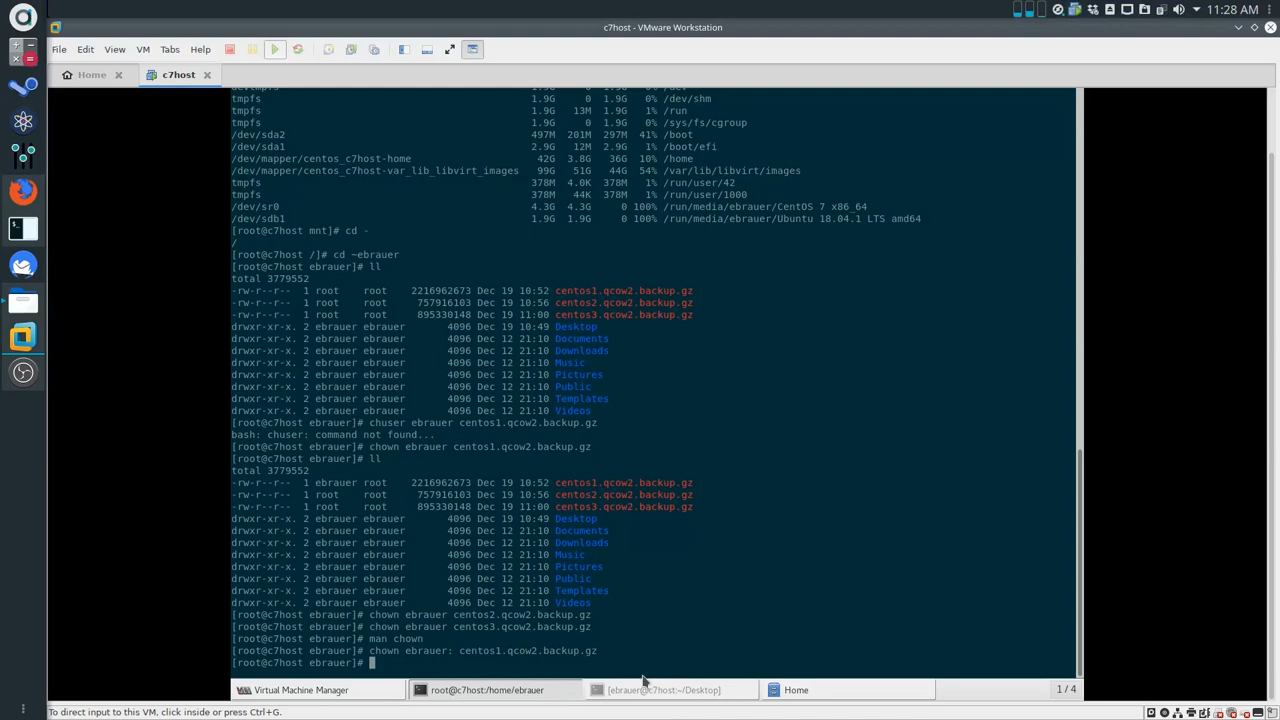 11:28 AM
c7host - VMware Workstation
File Edit View VM Tabs Help
Home c7host
devtmpfs 1.9G 0 1.9G 0% /dev
tmpfs 1.9G 0 1.9G 0% /dev/shm
tmpfs 1.9G 13M 1.9G 1% /run
tmpfs 1.9G 0 1.9G 0% /sys/fs/cgroup
/dev/sda2 497M 201M 297M 41% /boot
/dev/sda1 2.9G 12M 2.9G 1% /boot/efi
/dev/mapper/centos_c7host-home 42G 3.8G 36G 10% /home
/dev/mapper/centos_c7host-var_lib_libvirt_images 99G 51G 44G 54% /var/lib/libvirt/images
tmpfs 378M 4.0K 378M 1% /run/user/42
tmpfs 378M 44K 378M 1% /run/user/1000
/dev/sr0 4.3G 4.3G 0 100% /run/media/ebrauer/CentOS 7 x86_64
/dev/sdb1 1.9G 1.9G 0 100% /run/media/ebrauer/Ubuntu 18.04.1 LTS amd64
[root@c7host mnt]# cd -
/
[root@c7host /]# cd ~ebrauer
[root@c7host ebrauer]# ll
total 3779552
-rw-r--r-- 1 root root 2216962673 Dec 19 10:52 centos1.qcow2.backup.gz
-rw-r--r-- 1 root root 757916103 Dec 19 10:56 centos2.qcow2.backup.gz
-rw-r--r-- 1 root root 895330148 Dec 19 11:00 centos3.qcow2.backup.gz
drwxr-xr-x. 2 ebrauer ebrauer 4096 Dec 19 10:49 Desktop
drwxr-xr-x. 2 ebrauer ebrauer 4096 Dec 12 21:10 Documents
drwxr-xr-x. 2 ebrauer ebrauer 4096 Dec 12 21:10 Downloads
drwxr-xr-x. 2 ebrauer ebrauer 4096 Dec 12 21:10 Music
drwxr-xr-x. 2 ebrauer ebrauer 4096 Dec 12 21:10 Pictures
drwxr-xr-x. 2 ebrauer ebrauer 4096 Dec 12 21:10 Public
drwxr-xr-x. 2 ebrauer ebrauer 4096 Dec 12 21:10 Templates
drwxr-xr-x. 2 ebrauer ebrauer 4096 Dec 12 21:10 Videos
[root@c7host ebrauer]# chuser ebrauer centos1.qcow2.backup.gz
bash: chuser: command not found...
[root@c7host ebrauer]# chown ebrauer centos1.qcow2.backup.gz
[root@c7host ebrauer]# ll
total 3779552
-rw-r--r-- 1 ebrauer root 2216962673 Dec 19 10:52 centos1.qcow2.backup.gz
-rw-r--r-- 1 root root 757916103 Dec 19 10:56 centos2.qcow2.backup.gz
-rw-r--r-- 1 root root 895330148 Dec 19 11:00 centos3.qcow2.backup.gz
drwxr-xr-x. 2 ebrauer ebrauer 4096 Dec 19 10:49 Desktop
drwxr-xr-x. 2 ebrauer ebrauer 4096 Dec 12 21:10 Documents
drwxr-xr-x. 2 ebrauer ebrauer 4096 Dec 12 21:10 Downloads
drwxr-xr-x. 2 ebrauer ebrauer 4096 Dec 12 21:10 Music
drwxr-xr-x. 2 ebrauer ebrauer 4096 Dec 12 21:10 Pictures
drwxr-xr-x. 2 ebrauer ebrauer 4096 Dec 12 21:10 Public
drwxr-xr-x. 2 ebrauer ebrauer 4096 Dec 12 21:10 Templates
drwxr-xr-x. 2 ebrauer ebrauer 4096 Dec 12 21:10 Videos
[root@c7host ebrauer]# chown ebrauer centos2.qcow2.backup.gz
[root@c7host ebrauer]# chown ebrauer centos3.qcow2.backup.gz
[root@c7host ebrauer]# man chown
[root@c7host ebrauer]# chown ebrauer: centos1.qcow2.backup.gz
[root@c7host ebrauer]#
Virtual Machine Manager root@c7host:/home/ebrauer [ebrauer@c7host:~/Desktop] Home 1 / 4
To direct input to this VM, click inside or press Ctrl+G.